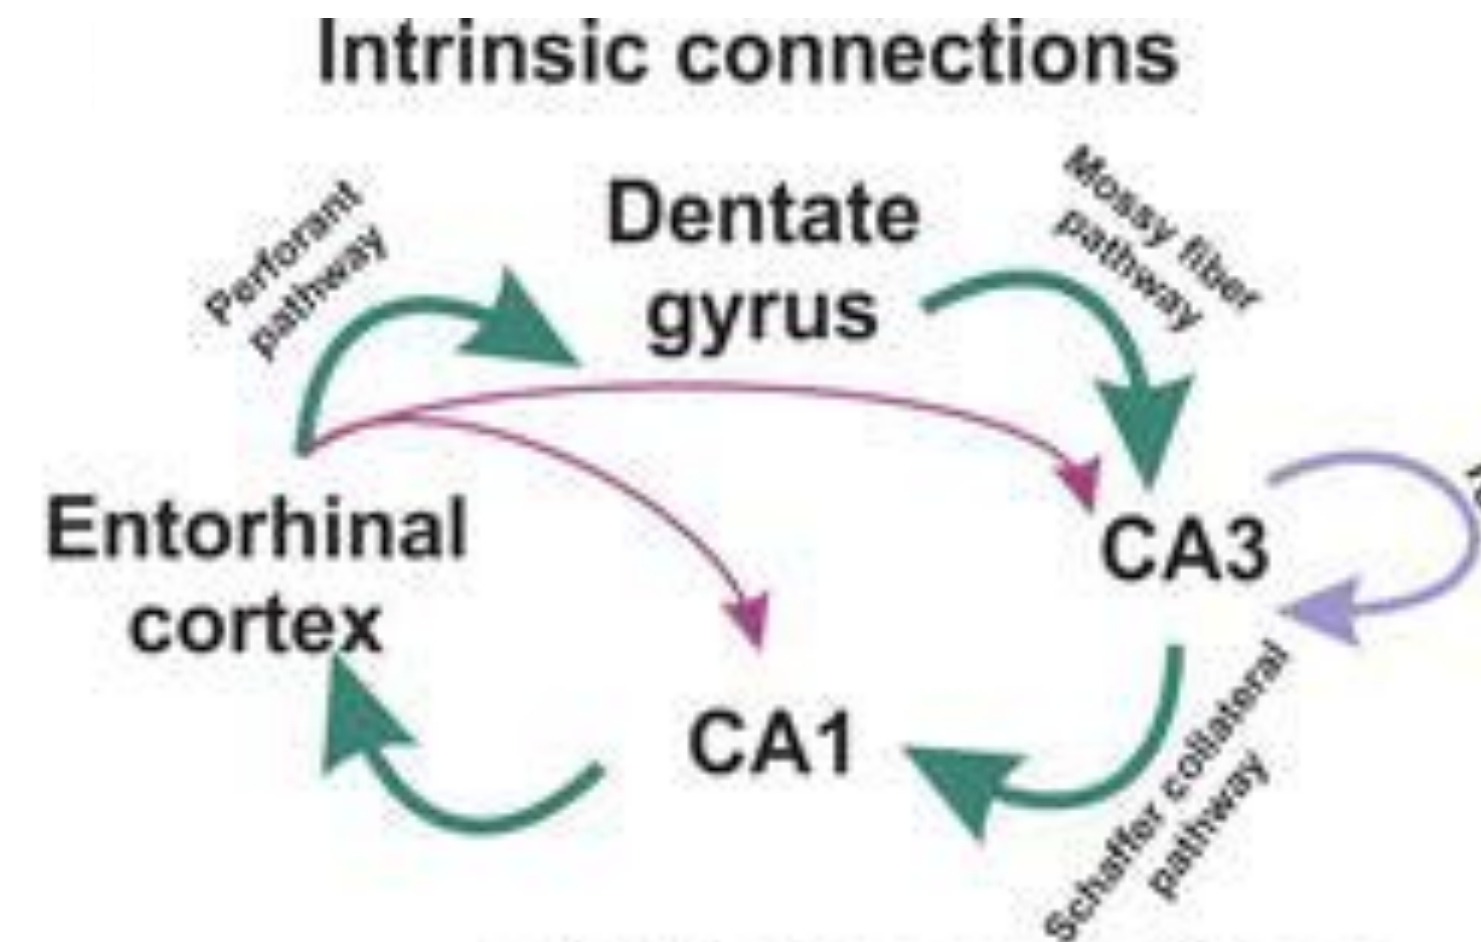 Intrinsic connections
Perforant
pathway
Dentate
gyrus
Mossy fiber
pathway
Entorhinal
cortex
CA3
CA1
Schaffer collateral
pathway